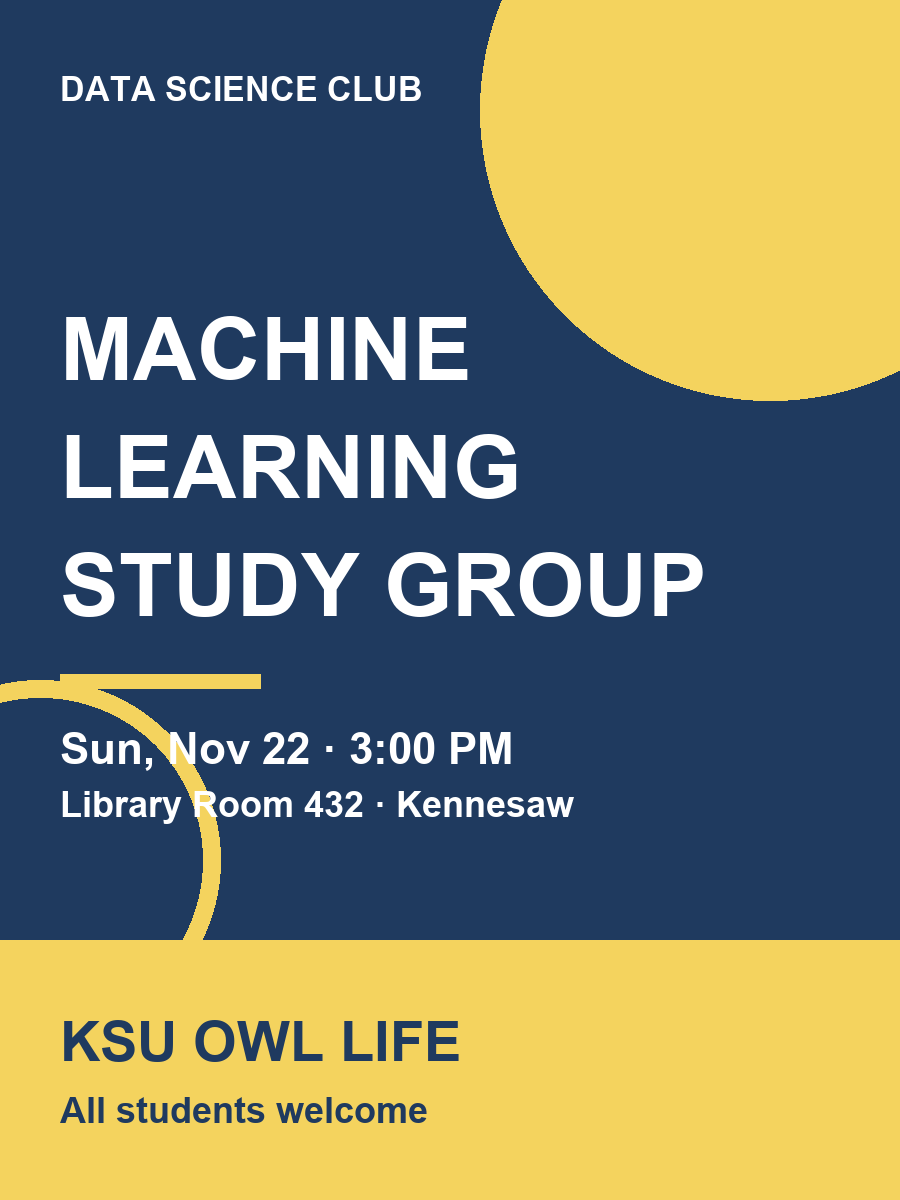 DATA SCIENCE CLUB
MACHINE
LEARNING
STUDY GROUP
Sun, Nov 22 · 3:00 PM
Library Room 432 · Kennesaw
KSU OWL LIFE
All students welcome